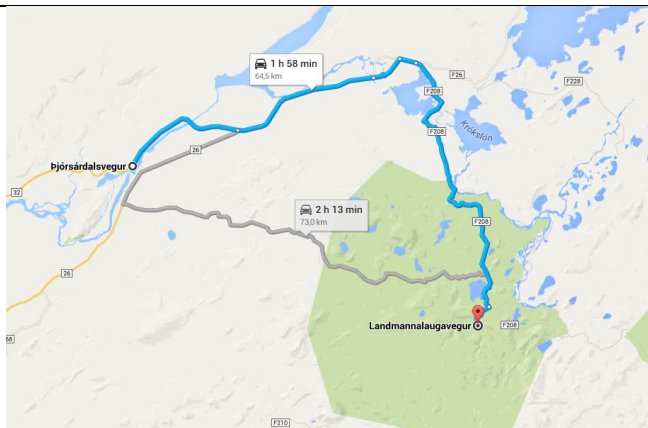 1 h 58 min
64,5 km
F26
F208
F228
F208
Krókslón
26
Þjórsárdalsvegur
32
2 h 13 min
73,0 km
F208
26
Landmannalaugavegur
F208
68
F210